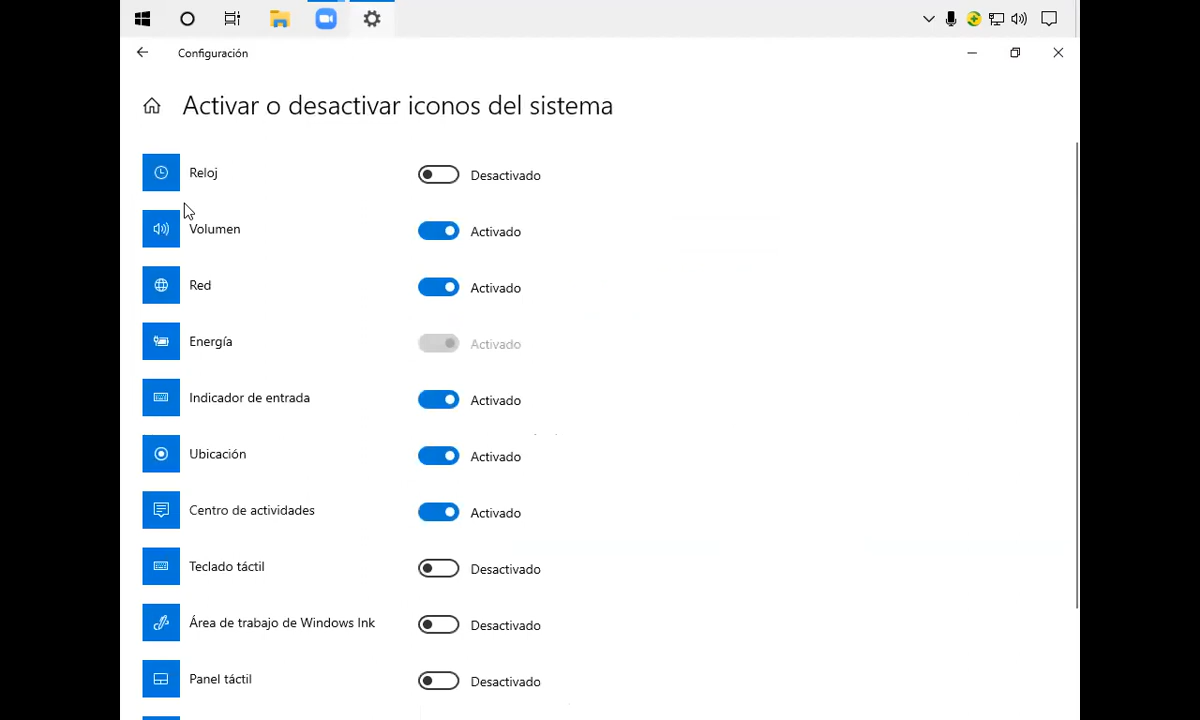 Configuración
Activar o desactivar iconos del sistema
Reloj
Desactivado
Volumen
Activado
Red
Activado
Energía
Activado
Indicador de entrada
Activado
Ubicación
Activado
Centro de actividades
Activado
Teclado táctil
Desactivado
Área de trabajo de Windows Ink
Desactivado
Panel táctil
Desactivado